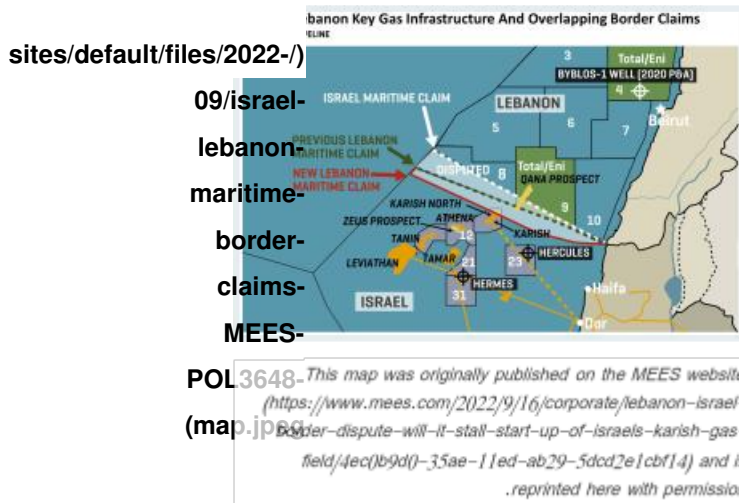 banon Key Gas Infrastructure And Overlapping Border Claims
PELINE
sites/default/files/2022-/)
09/israel-
lebanon-
maritime-
border-
claims-
MEES-
POL3648-
(map.jpeg
3
Total/Eni
BYBLOS-1 WELL [2020 P&A]
4
ISRAEL MARITIME CLAIM
LEBANON
5
6
7
Beirut
PREVIOUS LEBANON
MARITIME CLAIM
NEW LEBANON
MARITIME CLAIM
DISPUTED
8
Total/Eni
QANA PROSPECT
9
10
KARISH NORTH
ZEUS PROSPECT
ATHENA
12
KARISH
TANIN
LEVIATHAN
TAMAR
21
23
HERCULES
31
HERMES
ISRAEL
Haifa
Dor
This map was originally published on the MEES website
(https://www.mees.com/2022/9/16/corporate/lebanon-israel-
border-dispute-will-it-stall-start-up-of-israels-karish-gas-
field/4ec0b9d0-35ae-11ed-ab29-5dcd2e1cbf14) and i
.reprinted here with permission